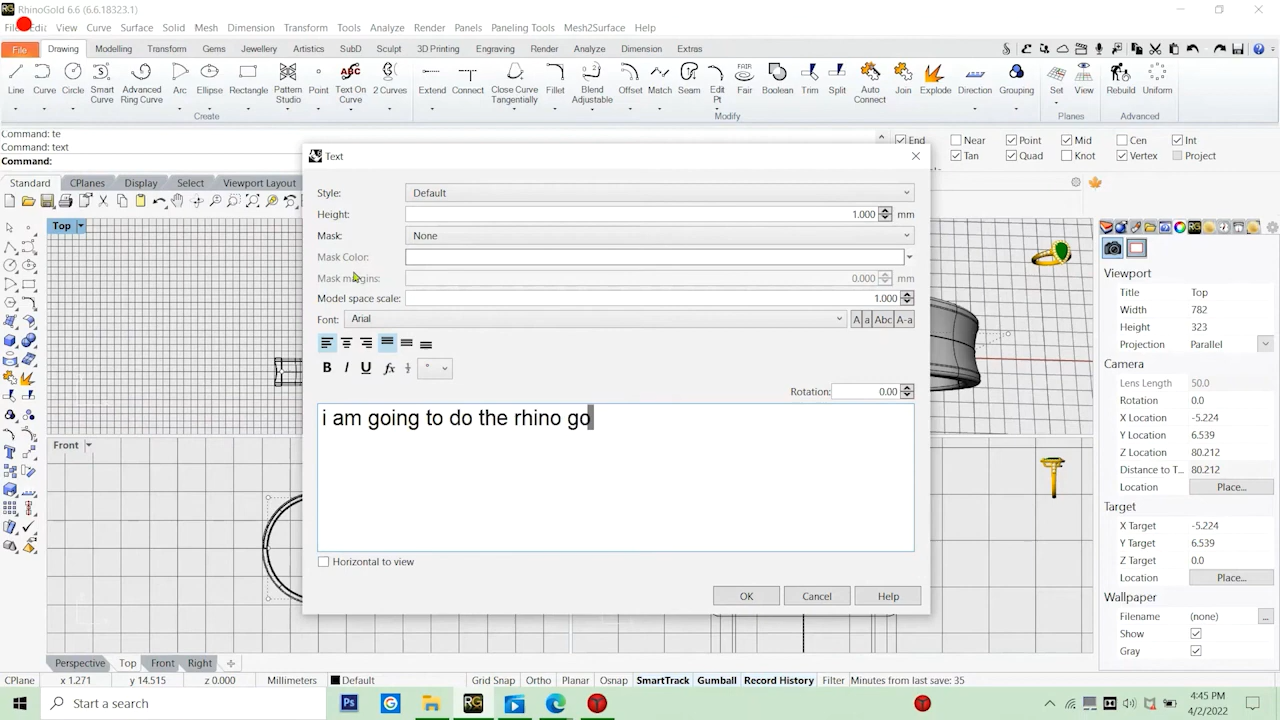 RhinoGold 6.6 (6.6.18323.1)
File Edit View Curve Surface Solid Mesh Dimension Transform Tools Analyze Render Panels Paneling Tools Mesh2Surface Help
File Drawing Modelling Transform Gems Jewellery Artistics SubD Sculpt 3D Printing Engraving Render Analyze Dimension Extras
Line Curve Circle Smart Curve Advanced Ring Curve Arc Ellipse Rectangle Pattern Studio Point Text On Curve 2 Curves Extend Connect Close Curve Tangentially Fillet Blend Adjustable Offset Match Seam Edit Pt Fair Boolean Trim Split Auto Connect Join Explode Direction Grouping Set View Rebuild Uniform
Create Modify Planes Advanced
Command: te
Command: text
Command:
End Near Point Mid Cen Int
Tan Quad Knot Vertex Project
Standard CPlanes Display Select Viewport Layout
Text
Style: Default
Height: 1.000 mm
Mask: None
Mask Color:
Mask margins: 0.000 mm
Model space scale: 1.000
Font: Arial
Rotation: 0.00
i am going to do the rhino go
Horizontal to view
OK Cancel Help
Top
Front
Viewport
Title Top
Width 782
Height 323
Projection Parallel
Camera
Lens Length 50.0
Rotation 0.0
X Location -5.224
Y Location 6.539
Z Location 80.212
Distance to T... 80.212
Location Place...
Target
X Target -5.224
Y Target 6.539
Z Target 0.0
Location Place...
Wallpaper
Filename (none) ...
Show
Gray
Perspective Top Front Right
CPlane x 1.271 y 14.515 z 0.000 Millimeters Default Grid Snap Ortho Planar Osnap SmartTrack Gumball Record History Filter Minutes from last save: 35
Start a search
4:45 PM
4/2/2022